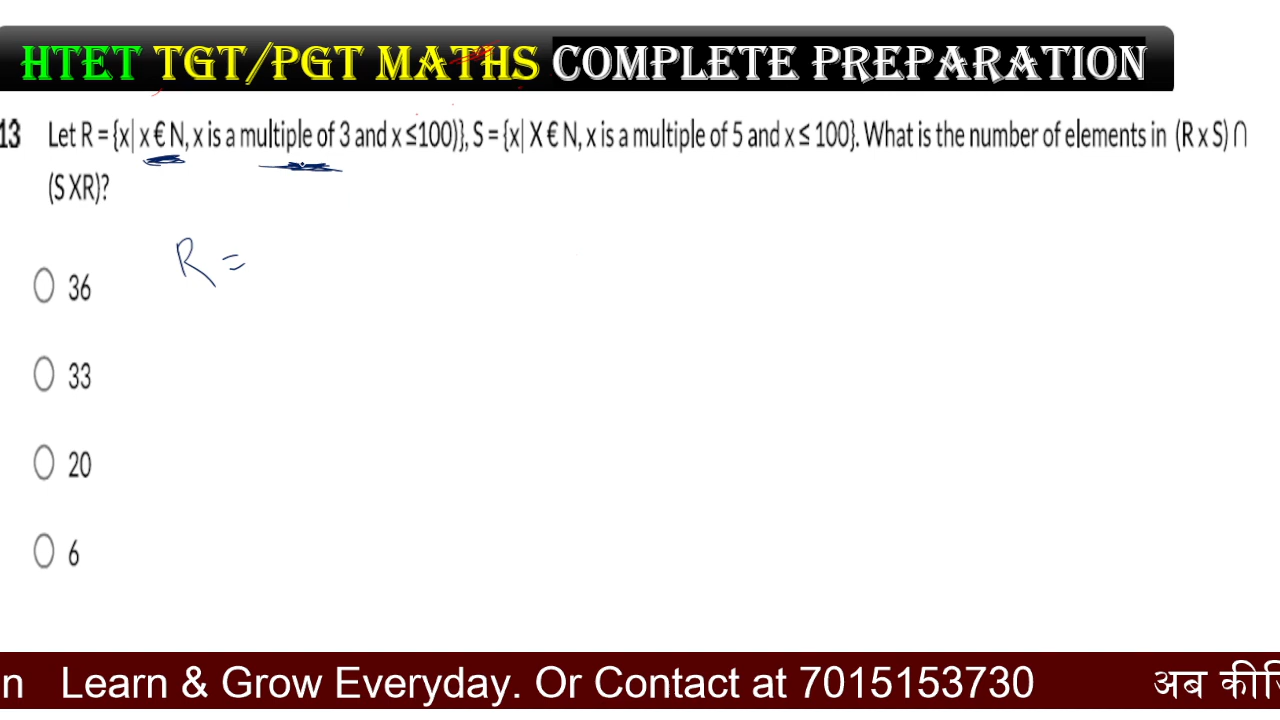 HTET TGT/PGT MATHS COMPLETE PREPARATION
13 Let R = {x| x € N, x is a multiple of 3 and x ≤100)}, S = {x| X € N, x is a multiple of 5 and x ≤ 100}. What is the number of elements in (R x S) ∩
(S XR)?
R =
36
33
20
6
n Learn & Grow Everyday. Or Contact at 7015153730 अब